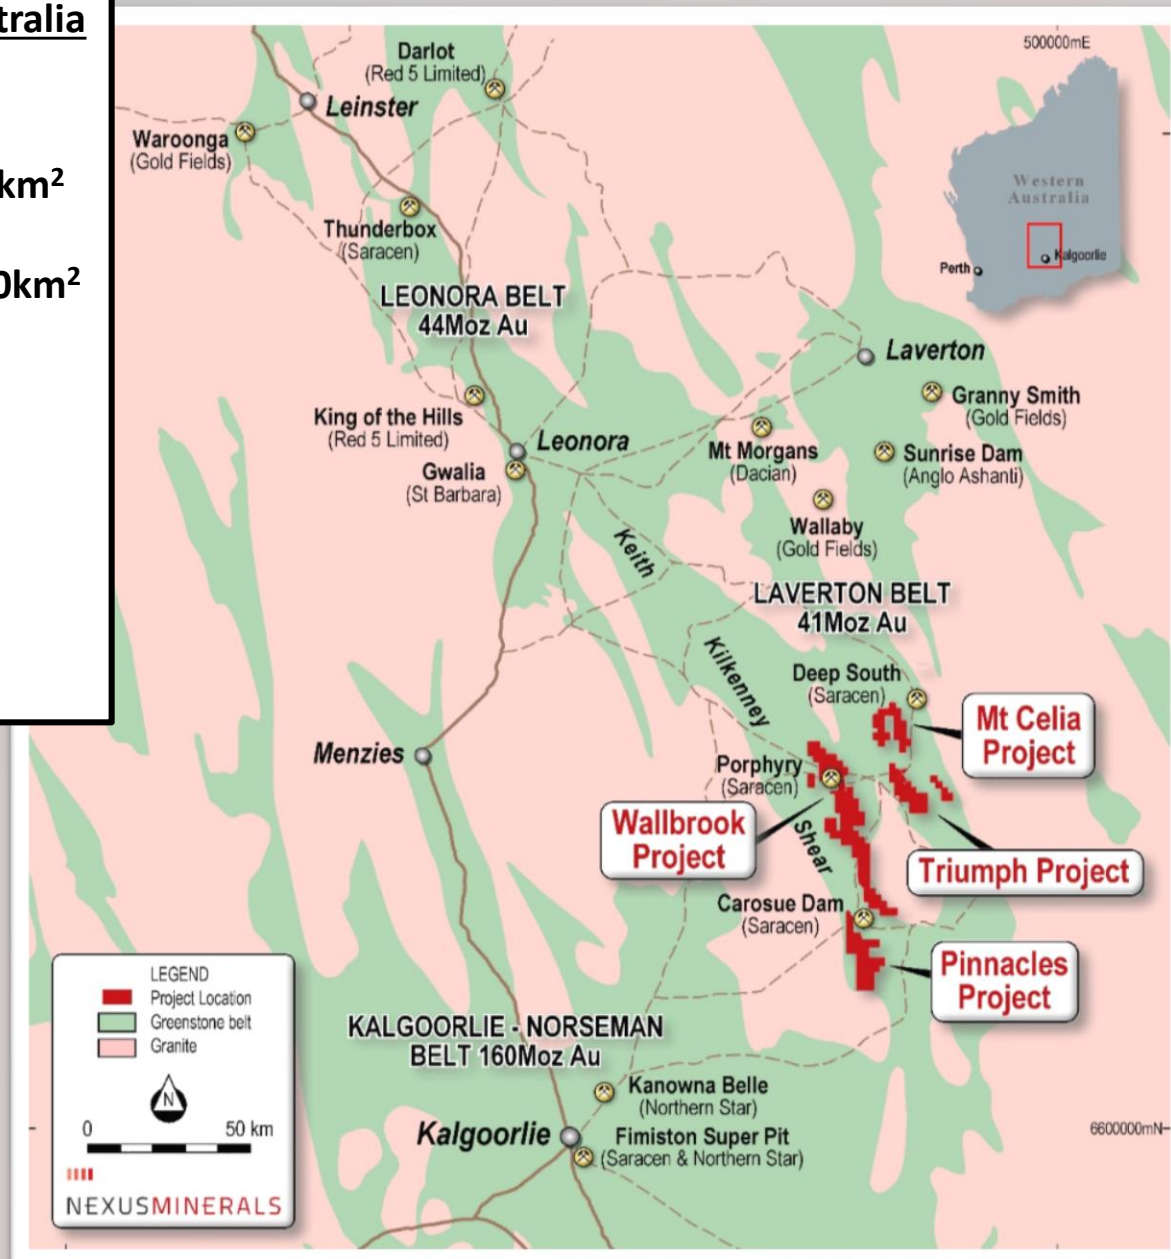 tralia
km²
0km²
500000mE
Darlot
(Red 5 Limited)
Leinster
Waroonga
(Gold Fields)
Thunderbox
(Saracen)
Western
Australia
Kalgoorlie
Perth
LEONORA BELT
44Moz Au
Laverton
Granny Smith
(Gold Fields)
King of the Hills
(Red 5 Limited)
Leonora
Mt Morgans
(Dacian)
Sunrise Dam
(Anglo Ashanti)
Gwalia
(St Barbara)
Wallaby
(Gold Fields)
Keith
LAVERTON BELT
41Moz Au
Kilkenney
Deep South
(Saracen)
Mt Celia
Project
Menzies
Porphyry
(Saracen)
Wallbrook
Project
Shear
Triumph Project
Carosue Dam
(Saracen)
Pinnacles
Project
LEGEND
Project Location
Greenstone belt
Granite
N
0 50 km
NEXUSMINERALS
KALGOORLIE - NORSEMAN
BELT 160Moz Au
Kanowna Belle
(Northern Star)
Kalgoorlie
Fimiston Super Pit
(Saracen & Northern Star)
6600000mN